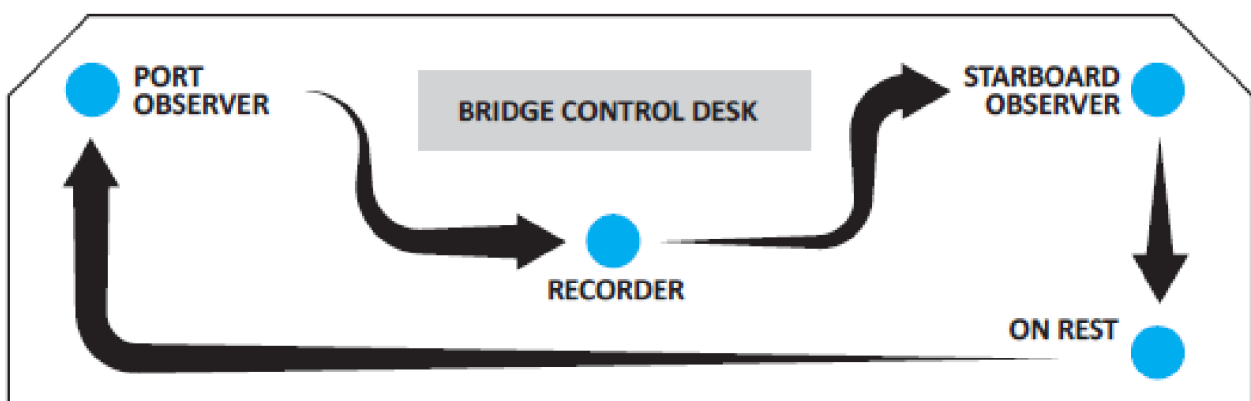 PORT
OBSERVER
BRIDGE CONTROL DESK
STARBOARD
OBSERVER
RECORDER
ON REST